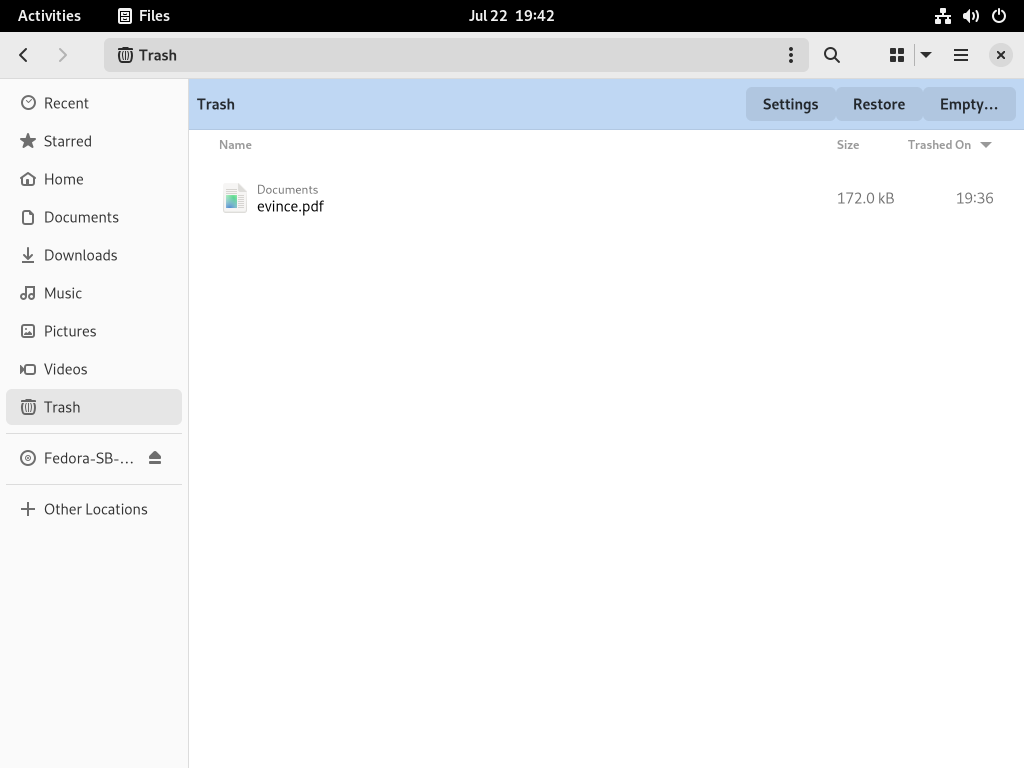 Activities Files Jul 22 19:42
Trash
Recent
Starred
Home
Documents
Downloads
Music
Pictures
Videos
Trash
Fedora-SB-…
Other Locations
Trash Settings Restore Empty…
Name Size Trashed On
Documents
evince.pdf 172.0 kB 19:36